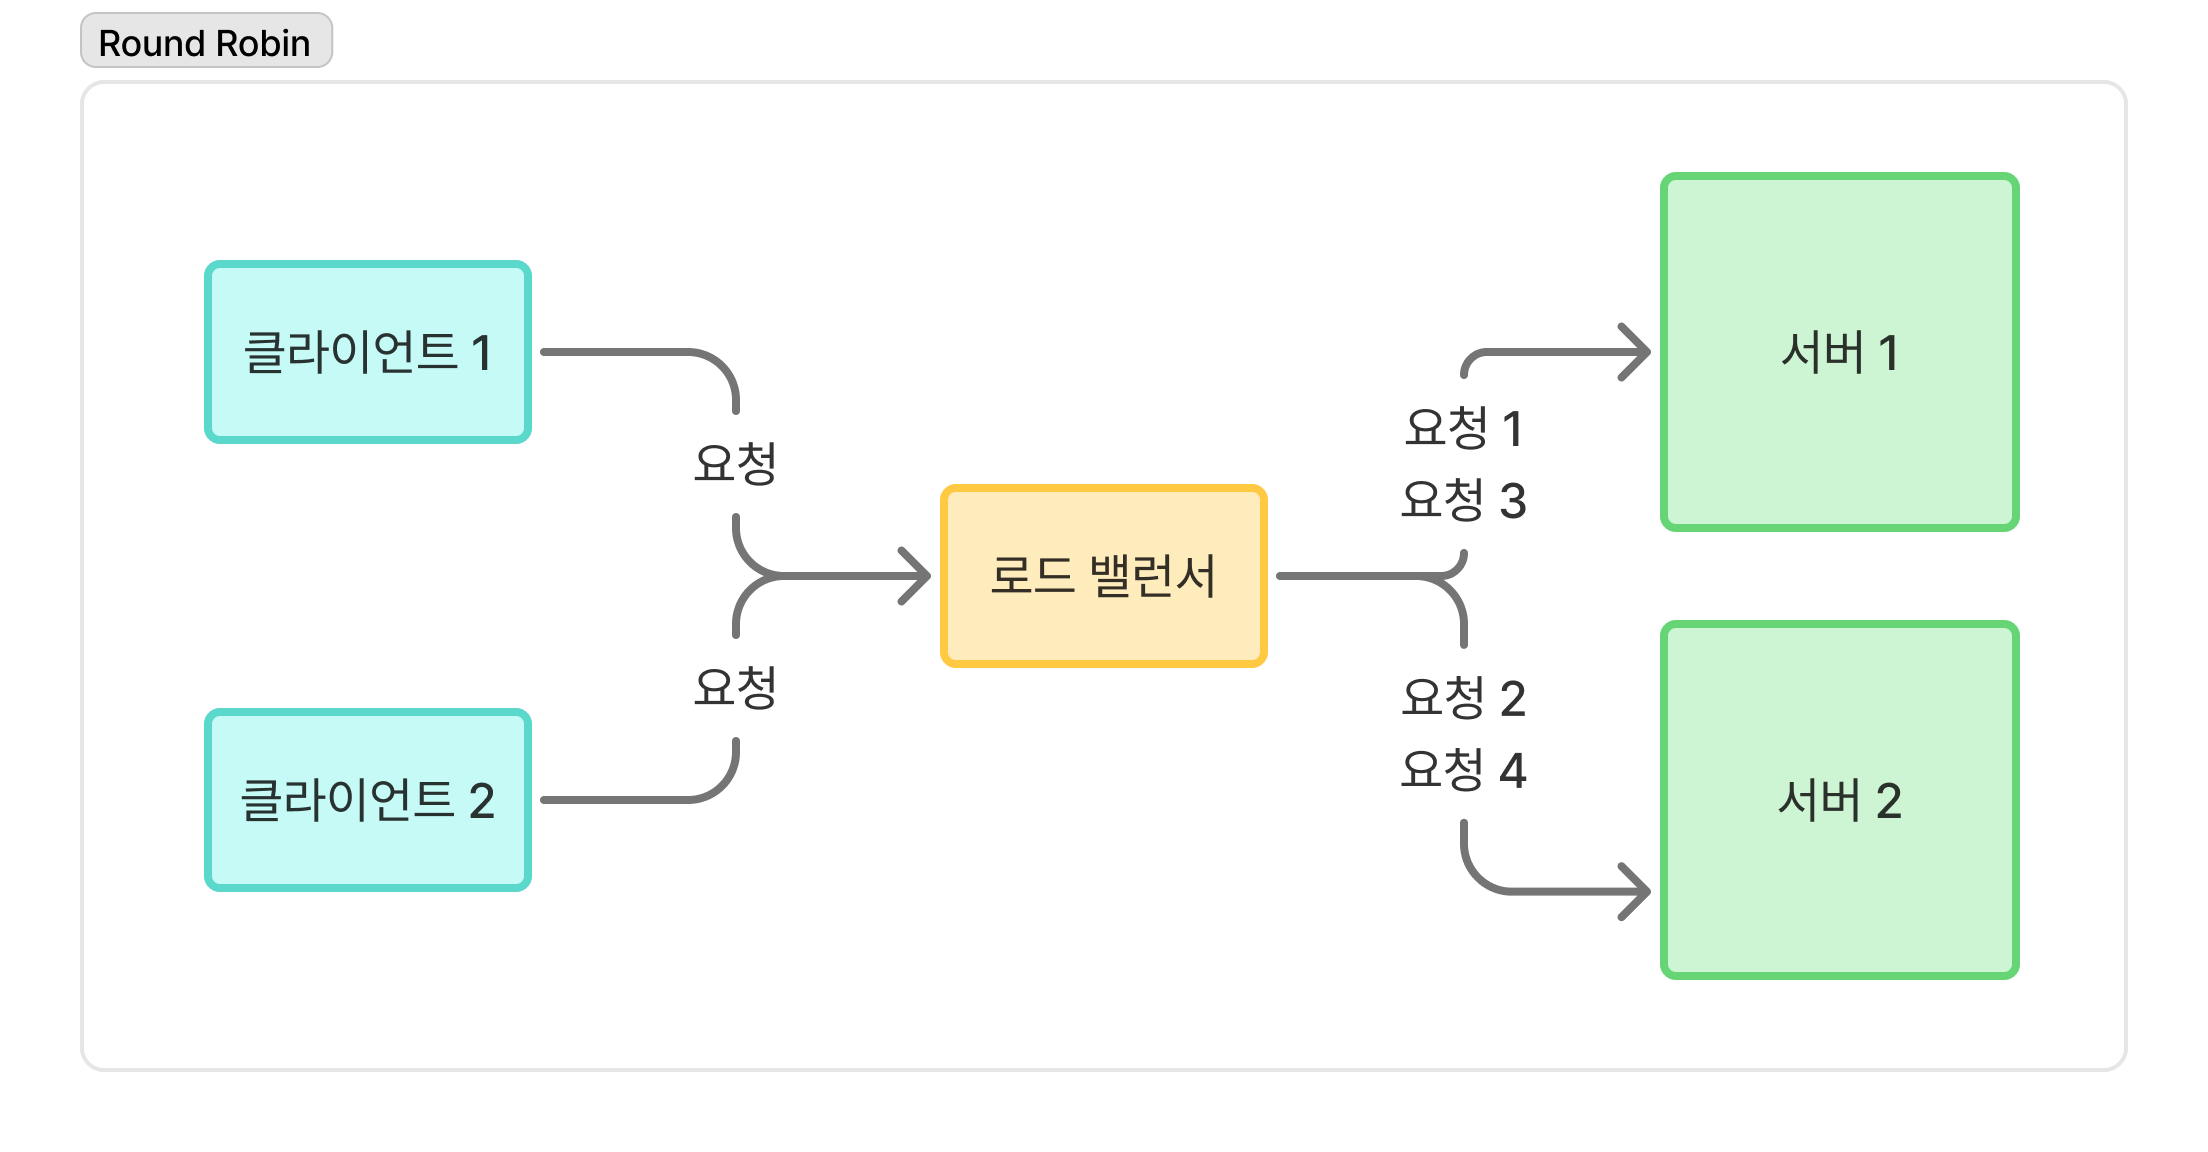 Round Robin
클라이언트 1
요청
클라이언트 2
요청
로드 밸런서
요청 1
요청 3
요청 2
요청 4
서버 1
서버 2